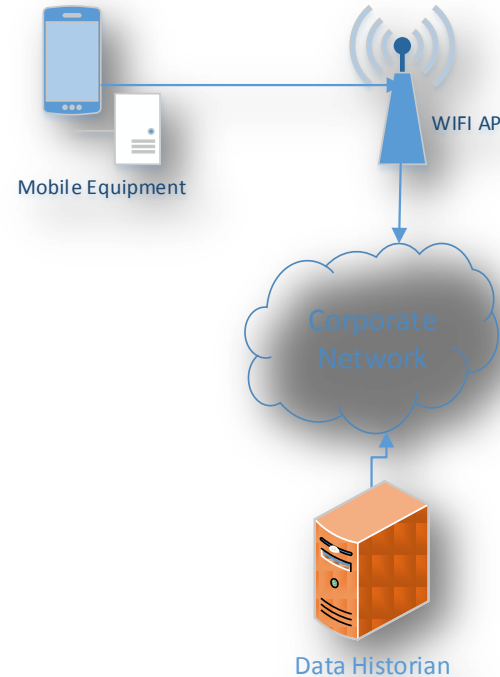 WIFI AP
Mobile Equipment
Corporate
Network
Data Historian